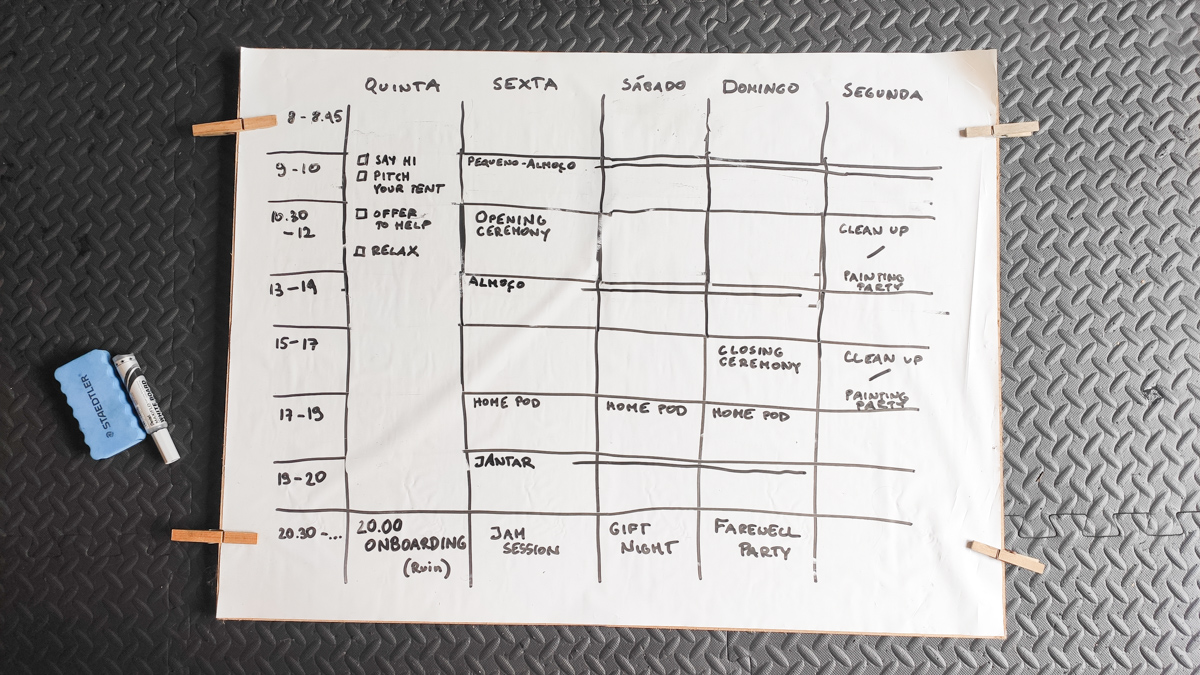 QUINTA SEXTA SÁBADO DOMINGO SEGUNDA
8 - 8.45
9 - 10 ☐ SAY HI PEQUENO-ALMOÇO
☐ PITCH
YOUR TENT
10.30 ☐ OFFER OPENING
- 12 TO HELP CEREMONY CLEAN UP
☐ RELAX /
PAINTING
PARTY
13 - 14 ALMOÇO
15 - 17 CLOSING CLEAN UP
CEREMONY /
PAINTING
PARTY
17 - 19 HOME POD HOME POD HOME POD
19 - 20 JANTAR
20.30 - ... 20.00 JAM GIFT FAREWELL
ONBOARDING SESSION NIGHT PARTY
(Ruin)
STAEDTLER
WHITE BOARD